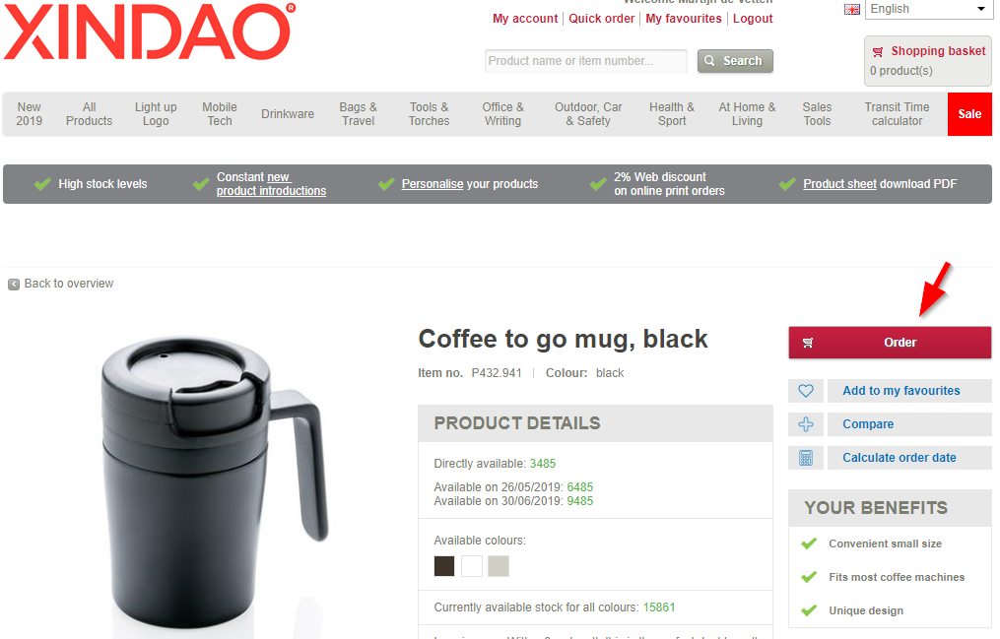 XINDAO®
Welcome Martijn de Vetten
My account | Quick order | My favourites | Logout
English
Product name or item number...
Search
Shopping basket
0 product(s)
New 2019
All Products
Light up Logo
Mobile Tech
Drinkware
Bags & Travel
Tools & Torches
Office & Writing
Outdoor, Car & Safety
Health & Sport
At Home & Living
Sales Tools
Transit Time calculator
Sale
High stock levels
Constant new
product introductions
Personalise your products
2% Web discount
on online print orders
Product sheet download PDF
Back to overview
Coffee to go mug, black
Item no. P432.941 | Colour: black
PRODUCT DETAILS
Directly available: 3485
Available on 26/05/2019: 6485
Available on 30/06/2019: 9485
Available colours:
Currently available stock for all colours: 15861
Order
Add to my favourites
Compare
Calculate order date
YOUR BENEFITS
Convenient small size
Fits most coffee machines
Unique design